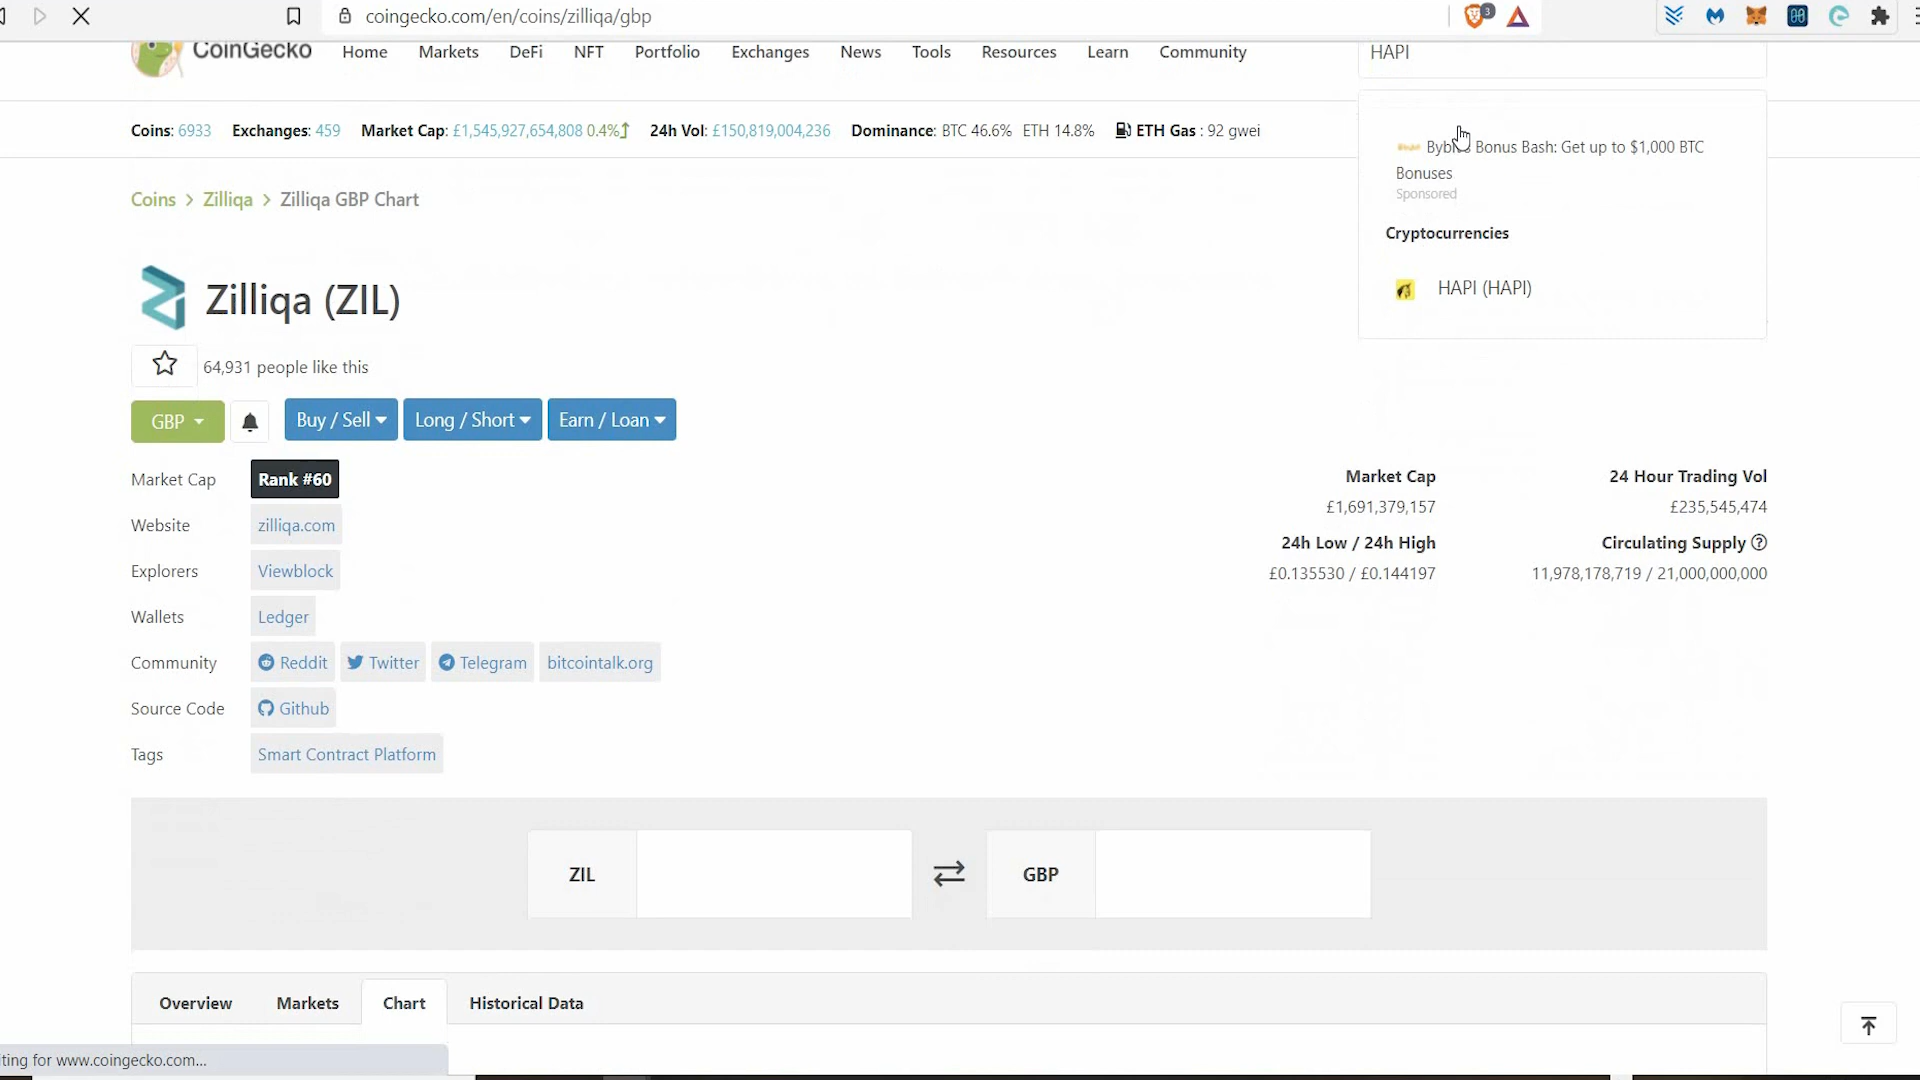 coingecko.com/en/coins/zilliqa/gbp
3
CoinGecko
Home Markets DeFi NFT Portfolio Exchanges News Tools Resources Learn Community
HAPI
Coins: 6933 Exchanges: 459 Market Cap: £1,545,927,654,808 0.4% 24h Vol: £150,819,004,236 Dominance: BTC 46.6% ETH 14.8% ETH Gas : 92 gwei
Bonus Bash: Get up to $1,000 BTC
Bonuses
Sponsored
Cryptocurrencies
HAPI (HAPI)
Coins > Zilliqa > Zilliqa GBP Chart
Zilliqa (ZIL)
64,931 people like this
GBP Buy / Sell Long / Short Earn / Loan
Market Cap Rank #60
Website zilliqa.com
Explorers Viewblock
Wallets Ledger
Community Reddit Twitter Telegram bitcointalk.org
Source Code Github
Tags Smart Contract Platform
Market Cap 24 Hour Trading Vol
£1,691,379,157 £235,545,474
24h Low / 24h High Circulating Supply
£0.135530 / £0.144197 11,978,178,719 / 21,000,000,000
ZIL GBP
Overview Markets Chart Historical Data
iting for www.coingecko.com...